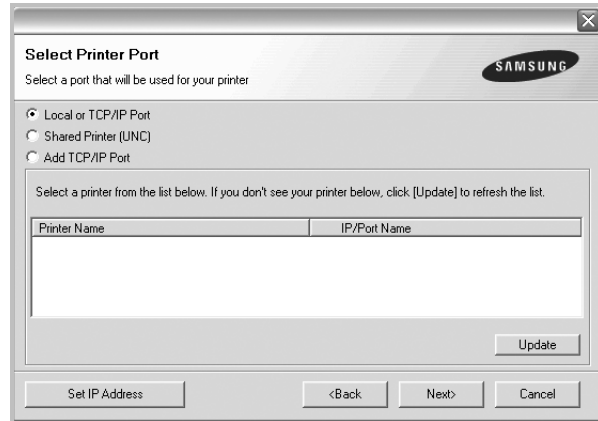 Select Printer Port
Select a port that will be used for your printer
SAMSUNG
Local or TCP/IP Port
Shared Printer (UNC)
Add TCP/IP Port
Select a printer from the list below. If you don't see your printer below, click [Update] to refresh the list.
Printer Name IP/Port Name
Update
Set IP Address <Back Next> Cancel